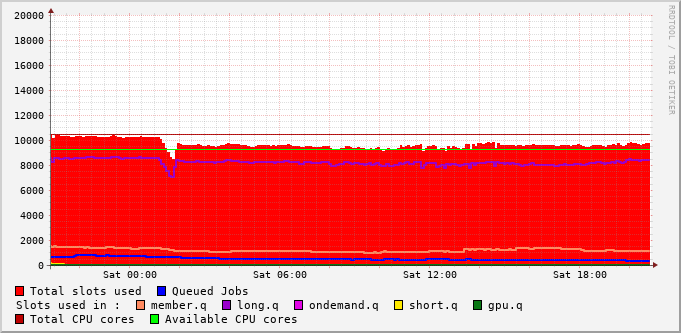 RRDTOOL / TOBI OETIKER
20000
18000
16000
14000
12000
10000
8000
6000
4000
2000
0
Sat 00:00 Sat 06:00 Sat 12:00 Sat 18:00
Total slots used Queued Jobs
Slots used in : member.q long.q ondemand.q short.q gpu.q
Total CPU cores Available CPU cores